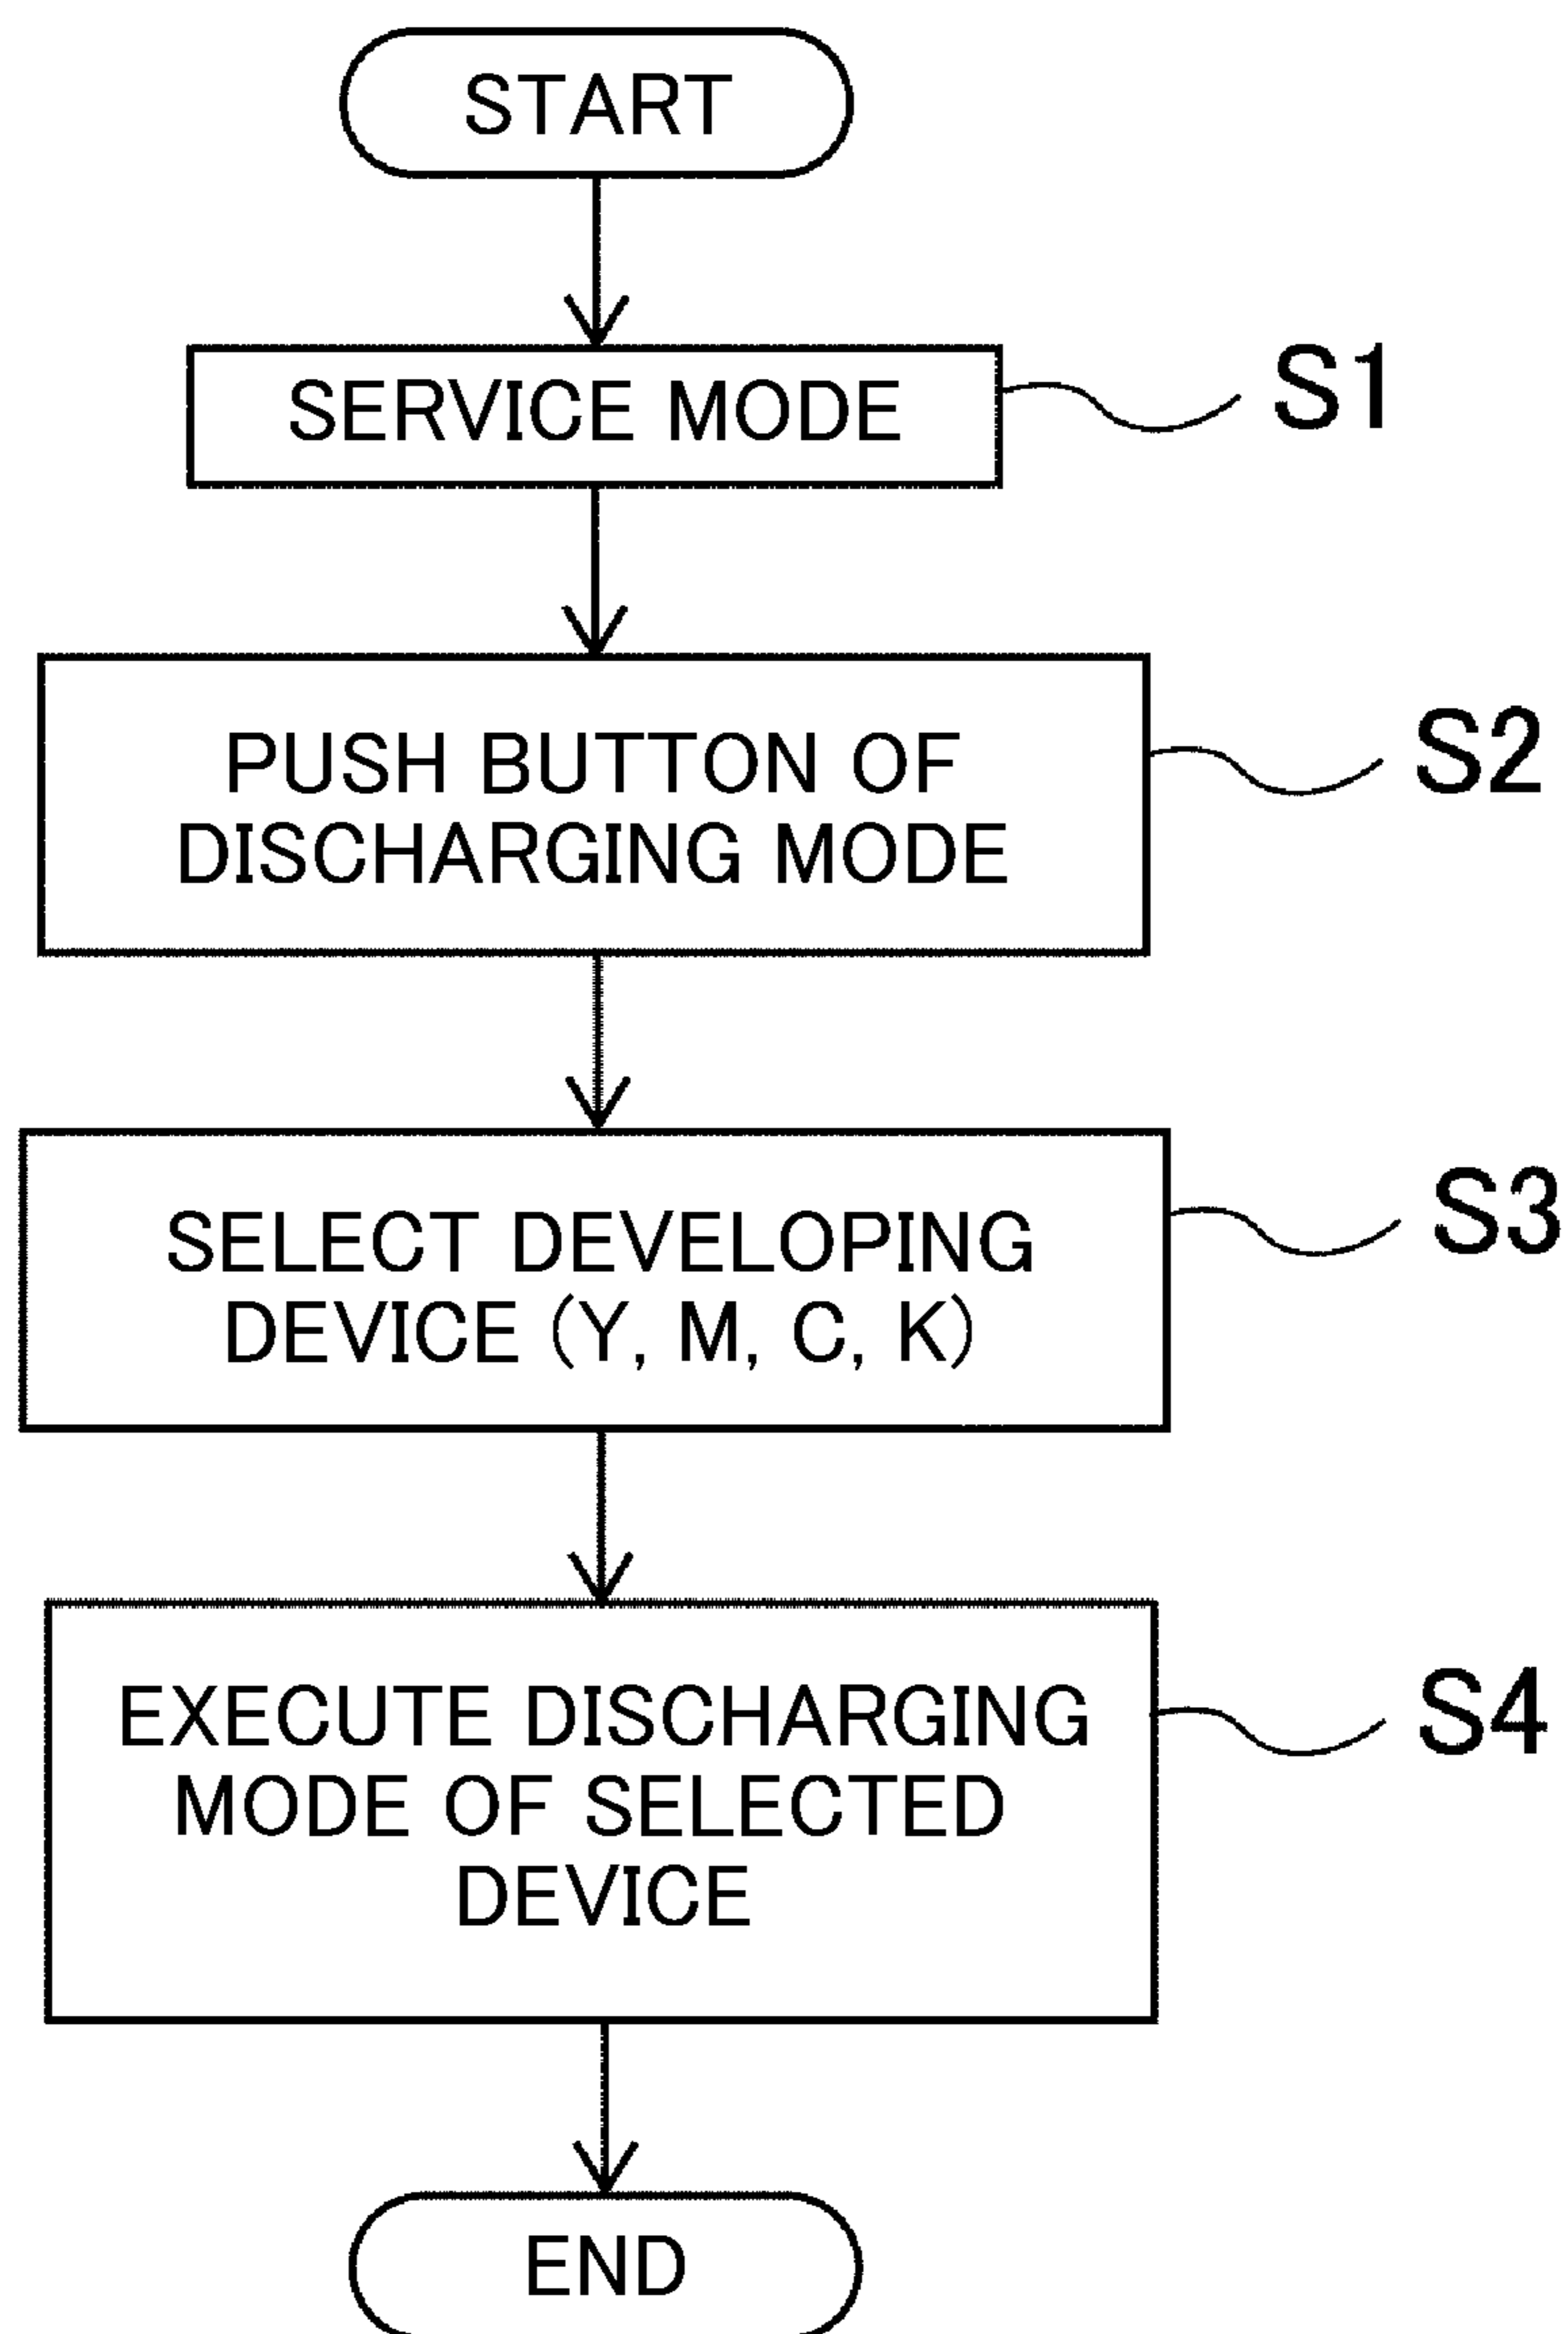 START
SERVICE MODE
S1
PUSH BUTTON OF
DISCHARGING MODE
S2
SELECT DEVELOPING
DEVICE (Y, M, C, K)
S3
EXECUTE DISCHARGING
MODE OF SELECTED
DEVICE
S4
END